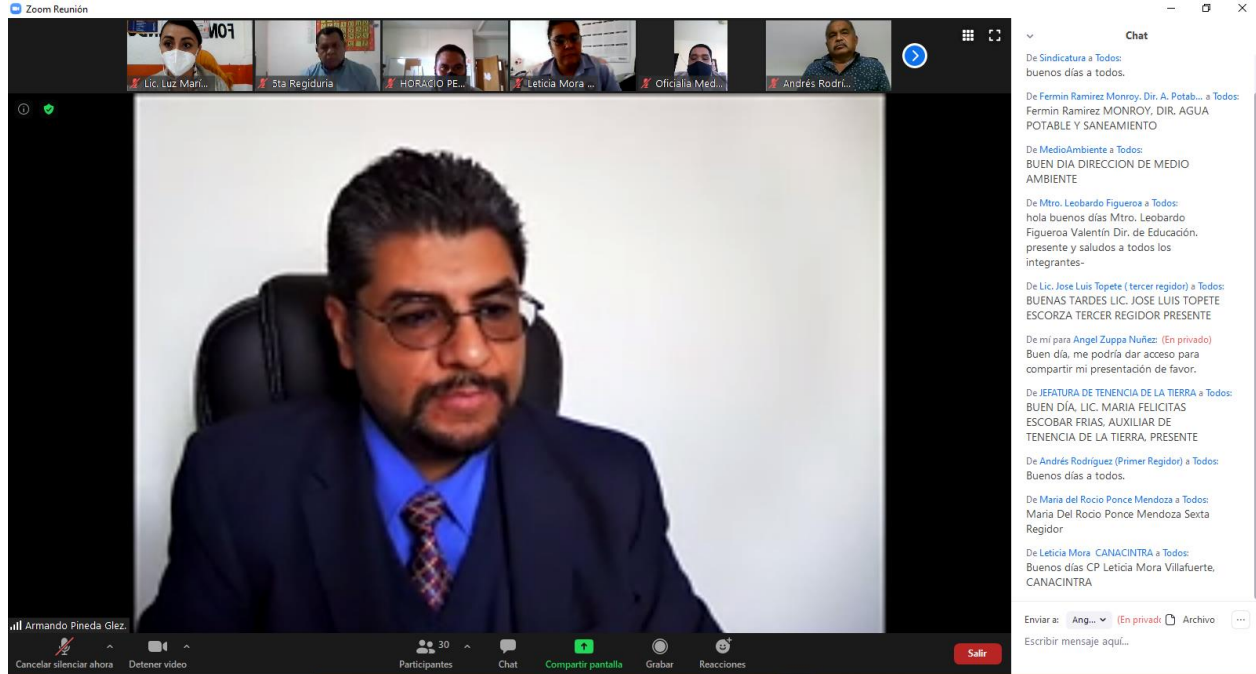 Zoom Reunión
FON
Lic. Luz Marí...
5ta Regiduria
HORACIO PE...
Leticia Mora ...
Oficialia Med...
Andrés Rodrí...
Armando Pineda Glez.
Cancelar silenciar ahora
Detener video
30
Participantes
Chat
Compartir pantalla
Grabar
Reacciones
Salir
Chat
De Sindicatura a Todos:
buenos días a todos.
De Fermin Ramirez Monroy. Dir. A. Potab... a Todos:
Fermin Ramirez MONROY, DIR. AGUA
POTABLE Y SANEAMIENTO
De MedioAmbiente a Todos:
BUEN DIA DIRECCION DE MEDIO
AMBIENTE
De Mtro. Leobardo Figueroa a Todos:
hola buenos días Mtro. Leobardo
Figueroa Valentín Dir. de Educación.
presente y saludos a todos los
integrantes-
De Lic. Jose Luis Topete ( tercer regidor) a Todos:
BUENAS TARDES LIC. JOSE LUIS TOPETE
ESCORZA TERCER REGIDOR PRESENTE
De mí para Angel Zuppa Nuñez: (En privado)
Buen día, me podría dar acceso para
compartir mi presentación de favor.
De JEFATURA DE TENENCIA DE LA TIERRA a Todos:
BUEN DÍA, LIC. MARIA FELICITAS
ESCOBAR FRIAS, AUXILIAR DE
TENENCIA DE LA TIERRA, PRESENTE
De Andrés Rodríguez (Primer Regidor) a Todos:
Buenos días a todos.
De Maria del Rocio Ponce Mendoza a Todos:
Maria Del Rocio Ponce Mendoza Sexta
Regidor
De Leticia Mora CANACINTRA a Todos:
Buenos días CP Leticia Mora Villafuerte,
CANACINTRA
Enviar a: Ang... (En privado Archivo ...
Escribir mensaje aquí...